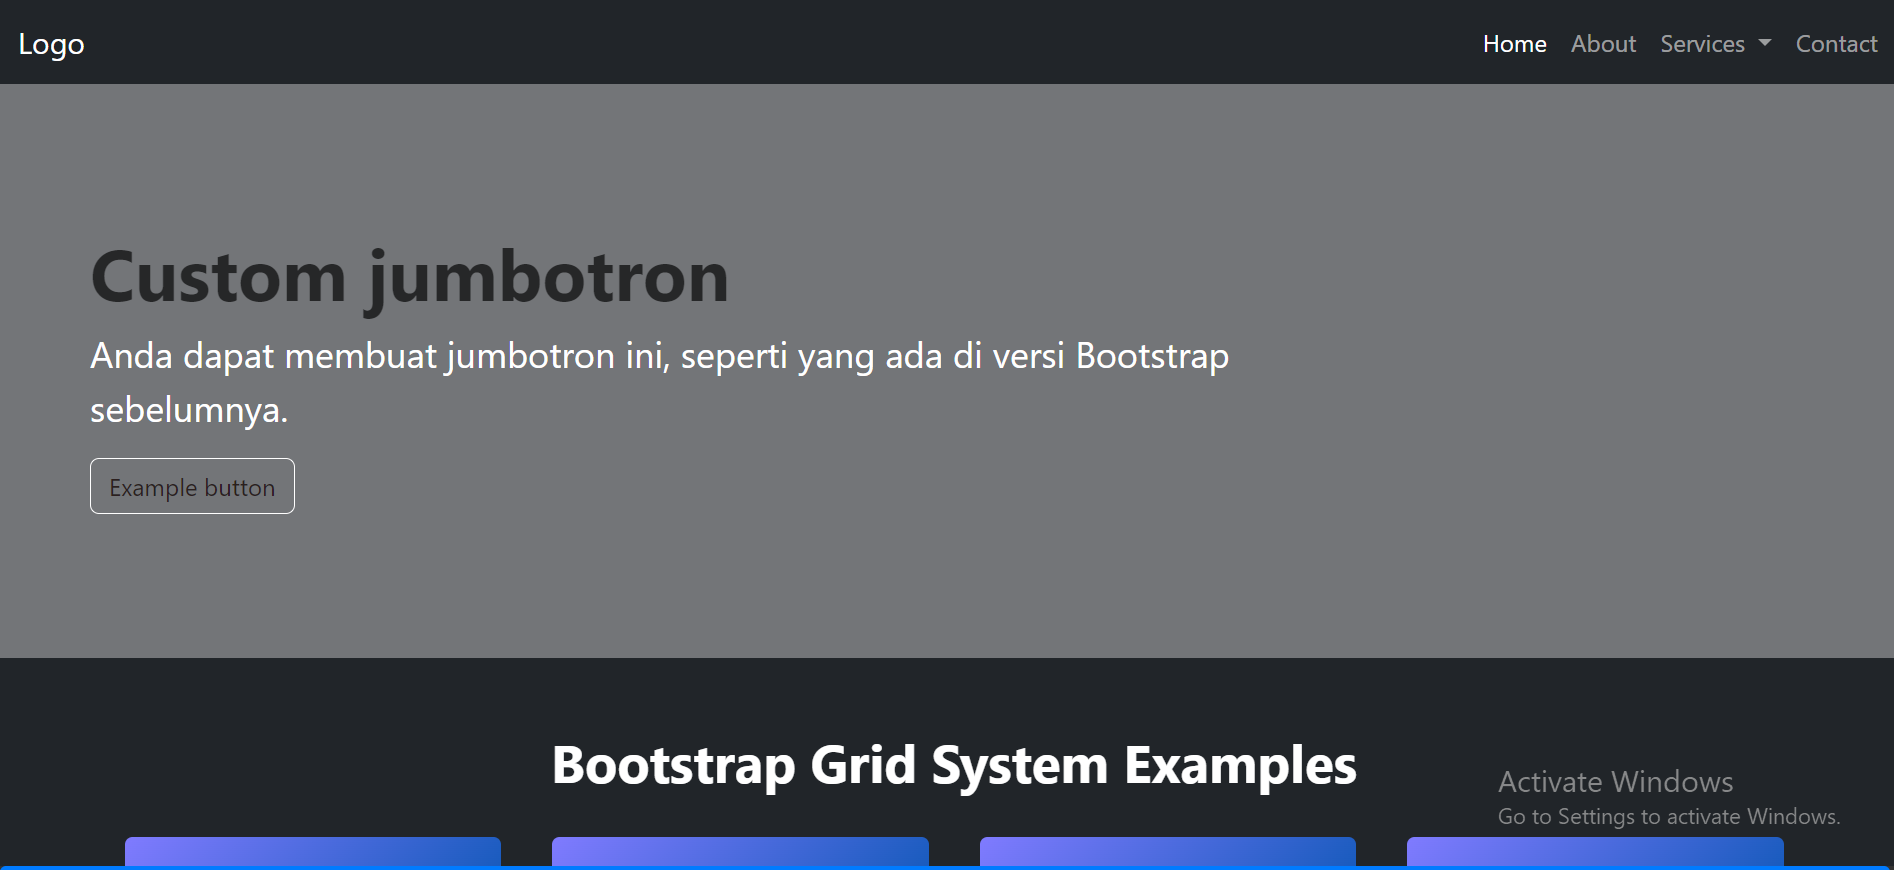 Logo
Home About Services Contact
Custom jumbotron
Anda dapat membuat jumbotron ini, seperti yang ada di versi Bootstrap
sebelumnya.
Example button
Bootstrap Grid System Examples
Activate Windows
Go to Settings to activate Windows.